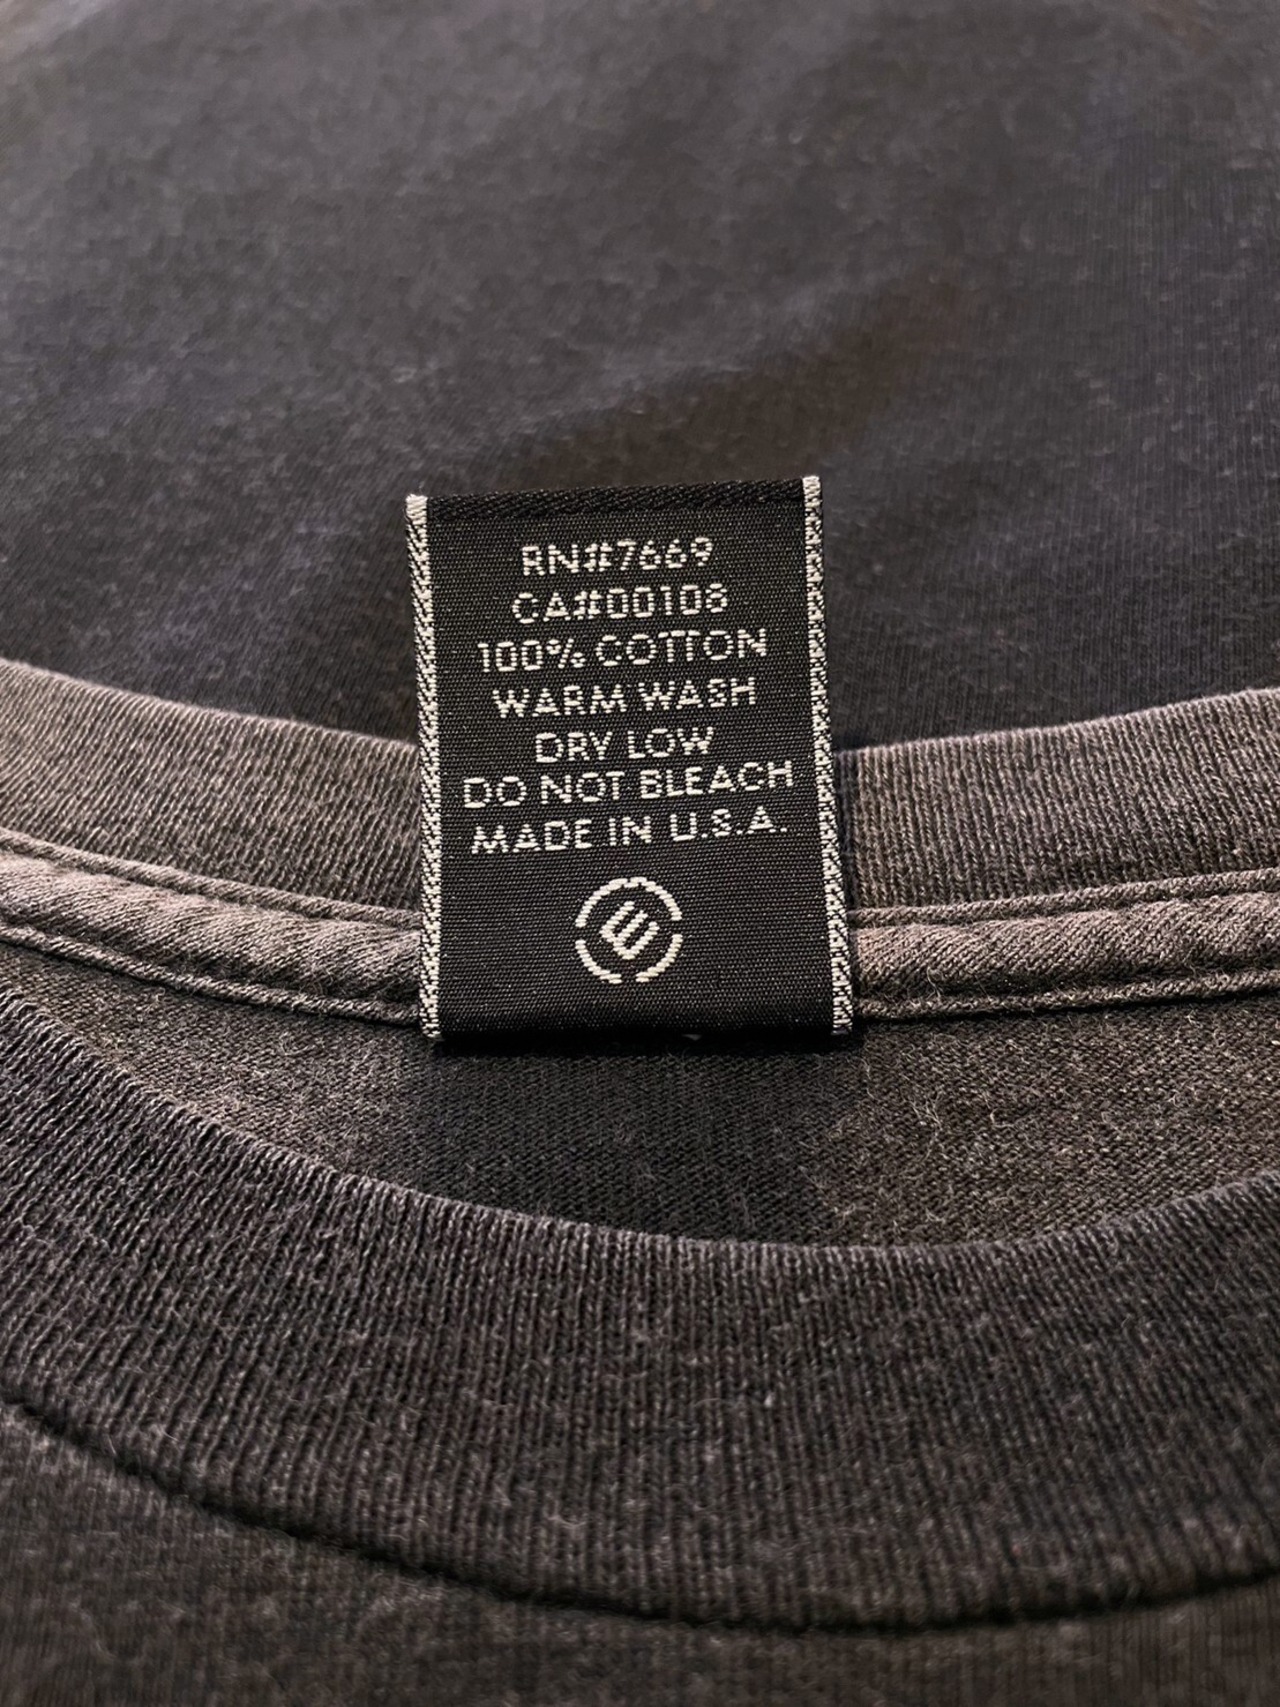 RN#7669
CA#00108
100% COTTON
WARM WASH
DRY LOW
DO NOT BLEACH
MADE IN U.S.A.
E